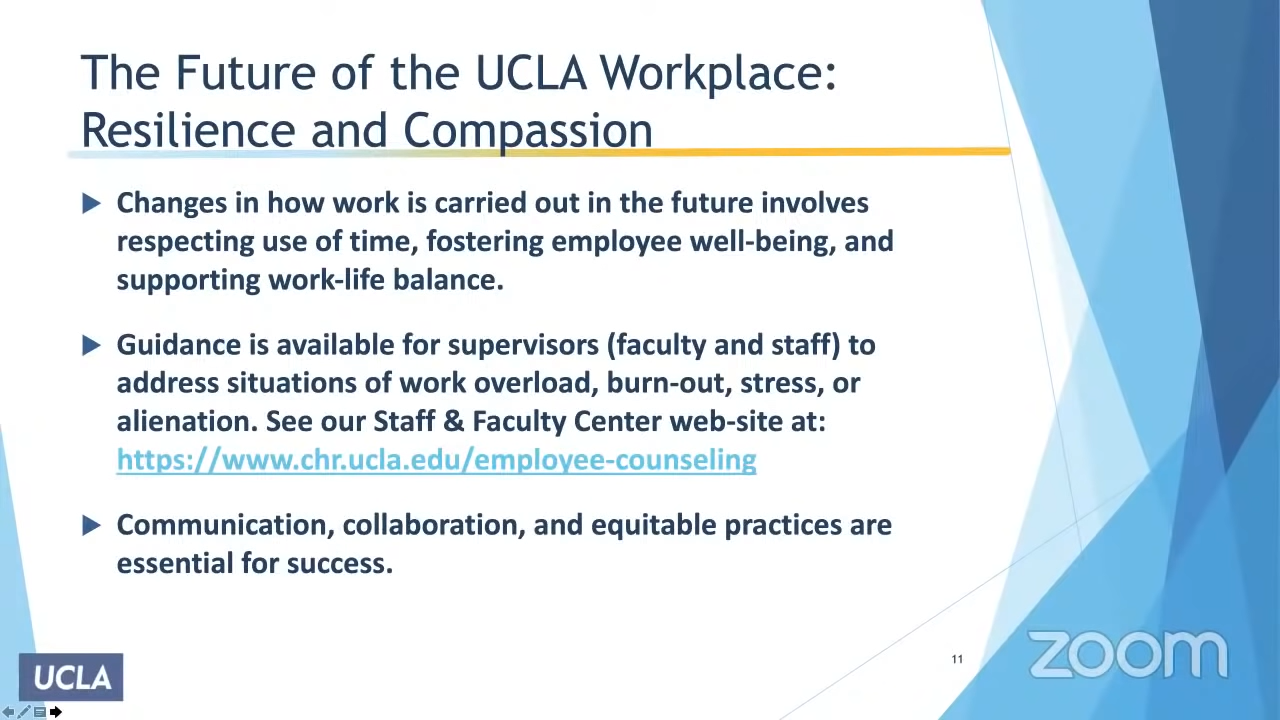 The Future of the UCLA Workplace:
Resilience and Compassion
Changes in how work is carried out in the future involves
respecting use of time, fostering employee well-being, and
supporting work-life balance.
Guidance is available for supervisors (faculty and staff) to
address situations of work overload, burn-out, stress, or
alienation. See our Staff & Faculty Center web-site at:
https://www.chr.ucla.edu/employee-counseling
Communication, collaboration, and equitable practices are
essential for success.
11
zoom
UCLA